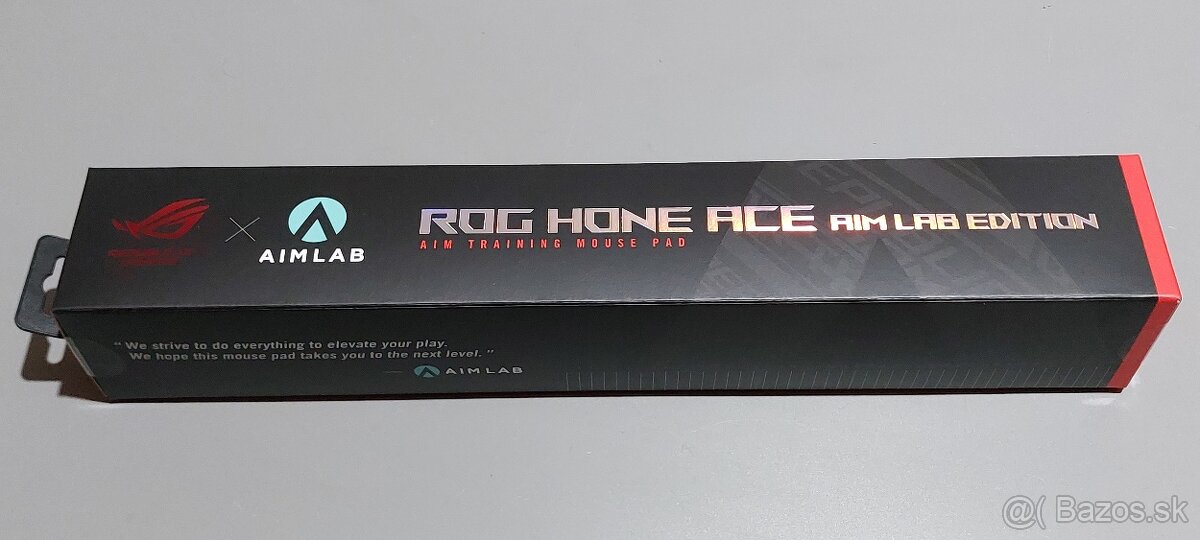 AIMLAB
ROG HONE ACE AIM LAB EDITION
AIM TRAINING MOUSE PAD
" We strive to do everything to elevate your play.
We hope this mouse pad takes you to the next level. "
— AIMLAB
@( Bazos.sk